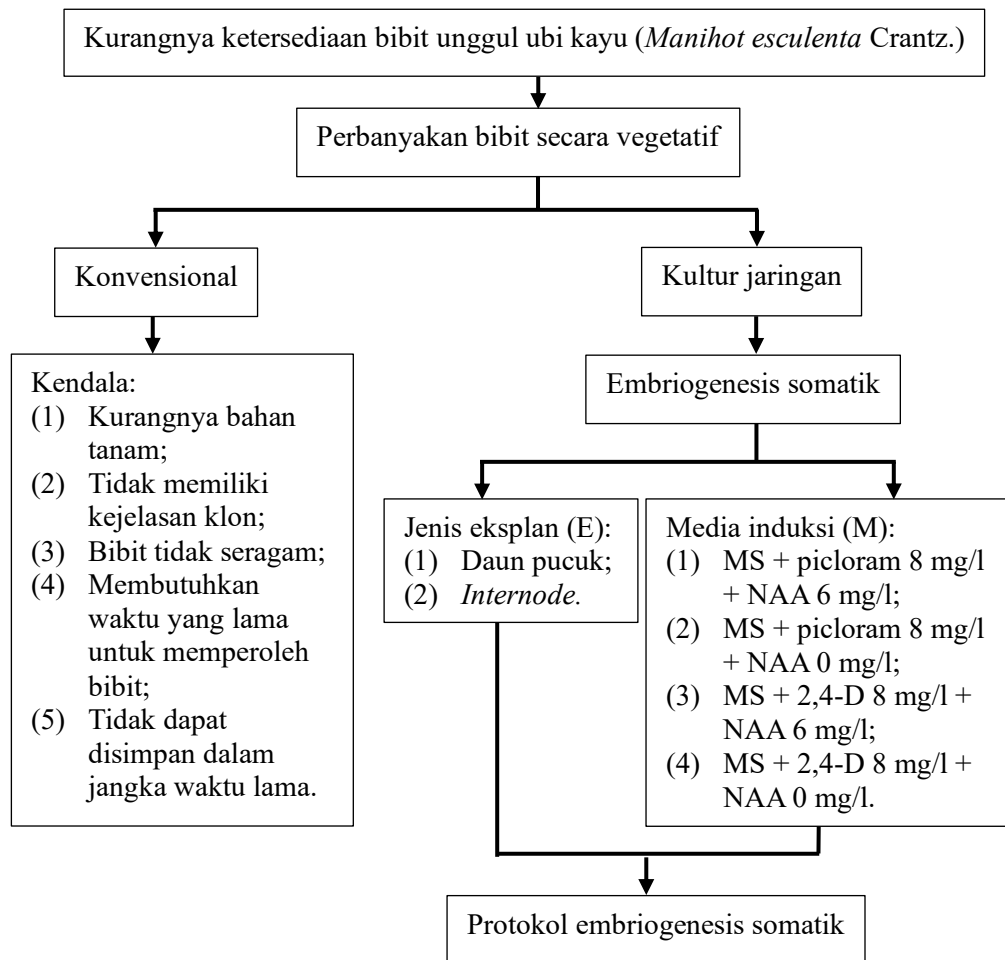 Kurangnya ketersediaan bibit unggul ubi kayu (Manihot esculenta Crantz.)
Perbanyakan bibit secara vegetatif
Konvensional
Kultur jaringan
Kendala:
(1) Kurangnya bahan
tanam;
(2) Tidak memiliki
kejelasan klon;
(3) Bibit tidak seragam;
(4) Membutuhkan
waktu yang lama
untuk memperoleh
bibit;
(5) Tidak dapat
disimpan dalam
jangka waktu lama.
Embriogenesis somatik
Jenis eksplan (E):
(1) Daun pucuk;
(2) Internode.
Media induksi (M):
(1) MS + picloram 8 mg/l
+ NAA 6 mg/l;
(2) MS + picloram 8 mg/l
+ NAA 0 mg/l;
(3) MS + 2,4-D 8 mg/l +
NAA 6 mg/l;
(4) MS + 2,4-D 8 mg/l +
NAA 0 mg/l.
Protokol embriogenesis somatik